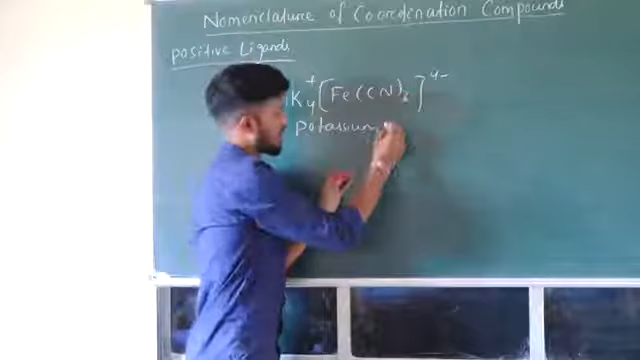 Nomenclature of Coordination Compounds
positive Ligands
K₄⁺[Fe(CN)₆]⁴⁻
potassium